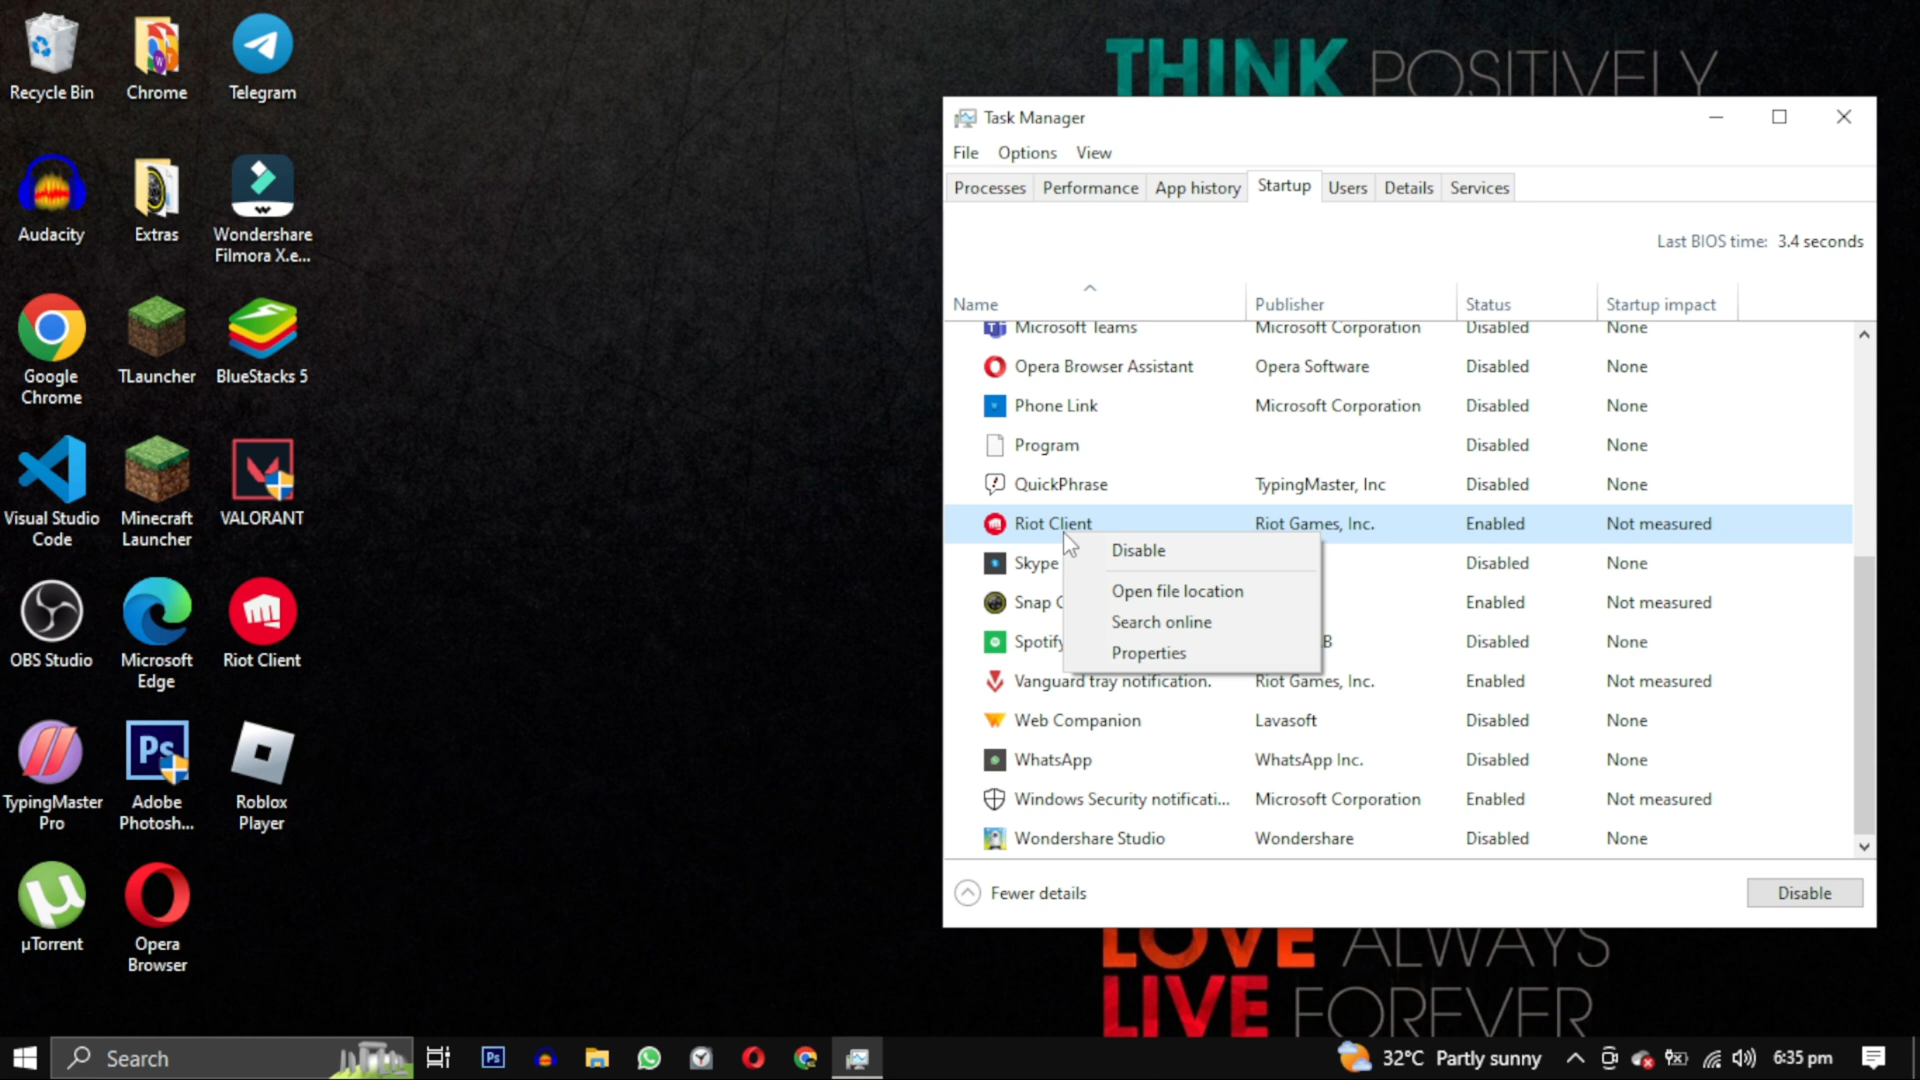 THINK POSITIVELY
Recycle Bin
Chrome
Telegram
Audacity
Extras
Wondershare
Filmora X.e...
Google
Chrome
TLauncher
BlueStacks 5
Visual Studio
Code
Minecraft
Launcher
VALORANT
OBS Studio
Microsoft
Edge
Riot Client
TypingMaster
Pro
Ps
Adobe
Photosh...
Roblox
Player
µTorrent
Opera
Browser
Task Manager
File Options View
Processes Performance App history Startup Users Details Services
Last BIOS time: 3.4 seconds
Name Publisher Status Startup impact
Microsoft Teams Microsoft Corporation Disabled None
Opera Browser Assistant Opera Software Disabled None
Phone Link Microsoft Corporation Disabled None
Program Disabled None
QuickPhrase TypingMaster, Inc Disabled None
Riot Client Riot Games, Inc. Enabled Not measured
Disable
Skype Disabled None
Open file location
Snap C Enabled Not measured
Search online
Spotify B Disabled None
Properties
Vanguard tray notification. Riot Games, Inc. Enabled Not measured
Web Companion Lavasoft Disabled None
WhatsApp WhatsApp Inc. Disabled None
Windows Security notificati... Microsoft Corporation Enabled Not measured
Wondershare Studio Wondershare Disabled None
Fewer details Disable
LOVE ALWAYS
LIVE FOREVER
Search Ps 32°C Partly sunny 6:35 pm